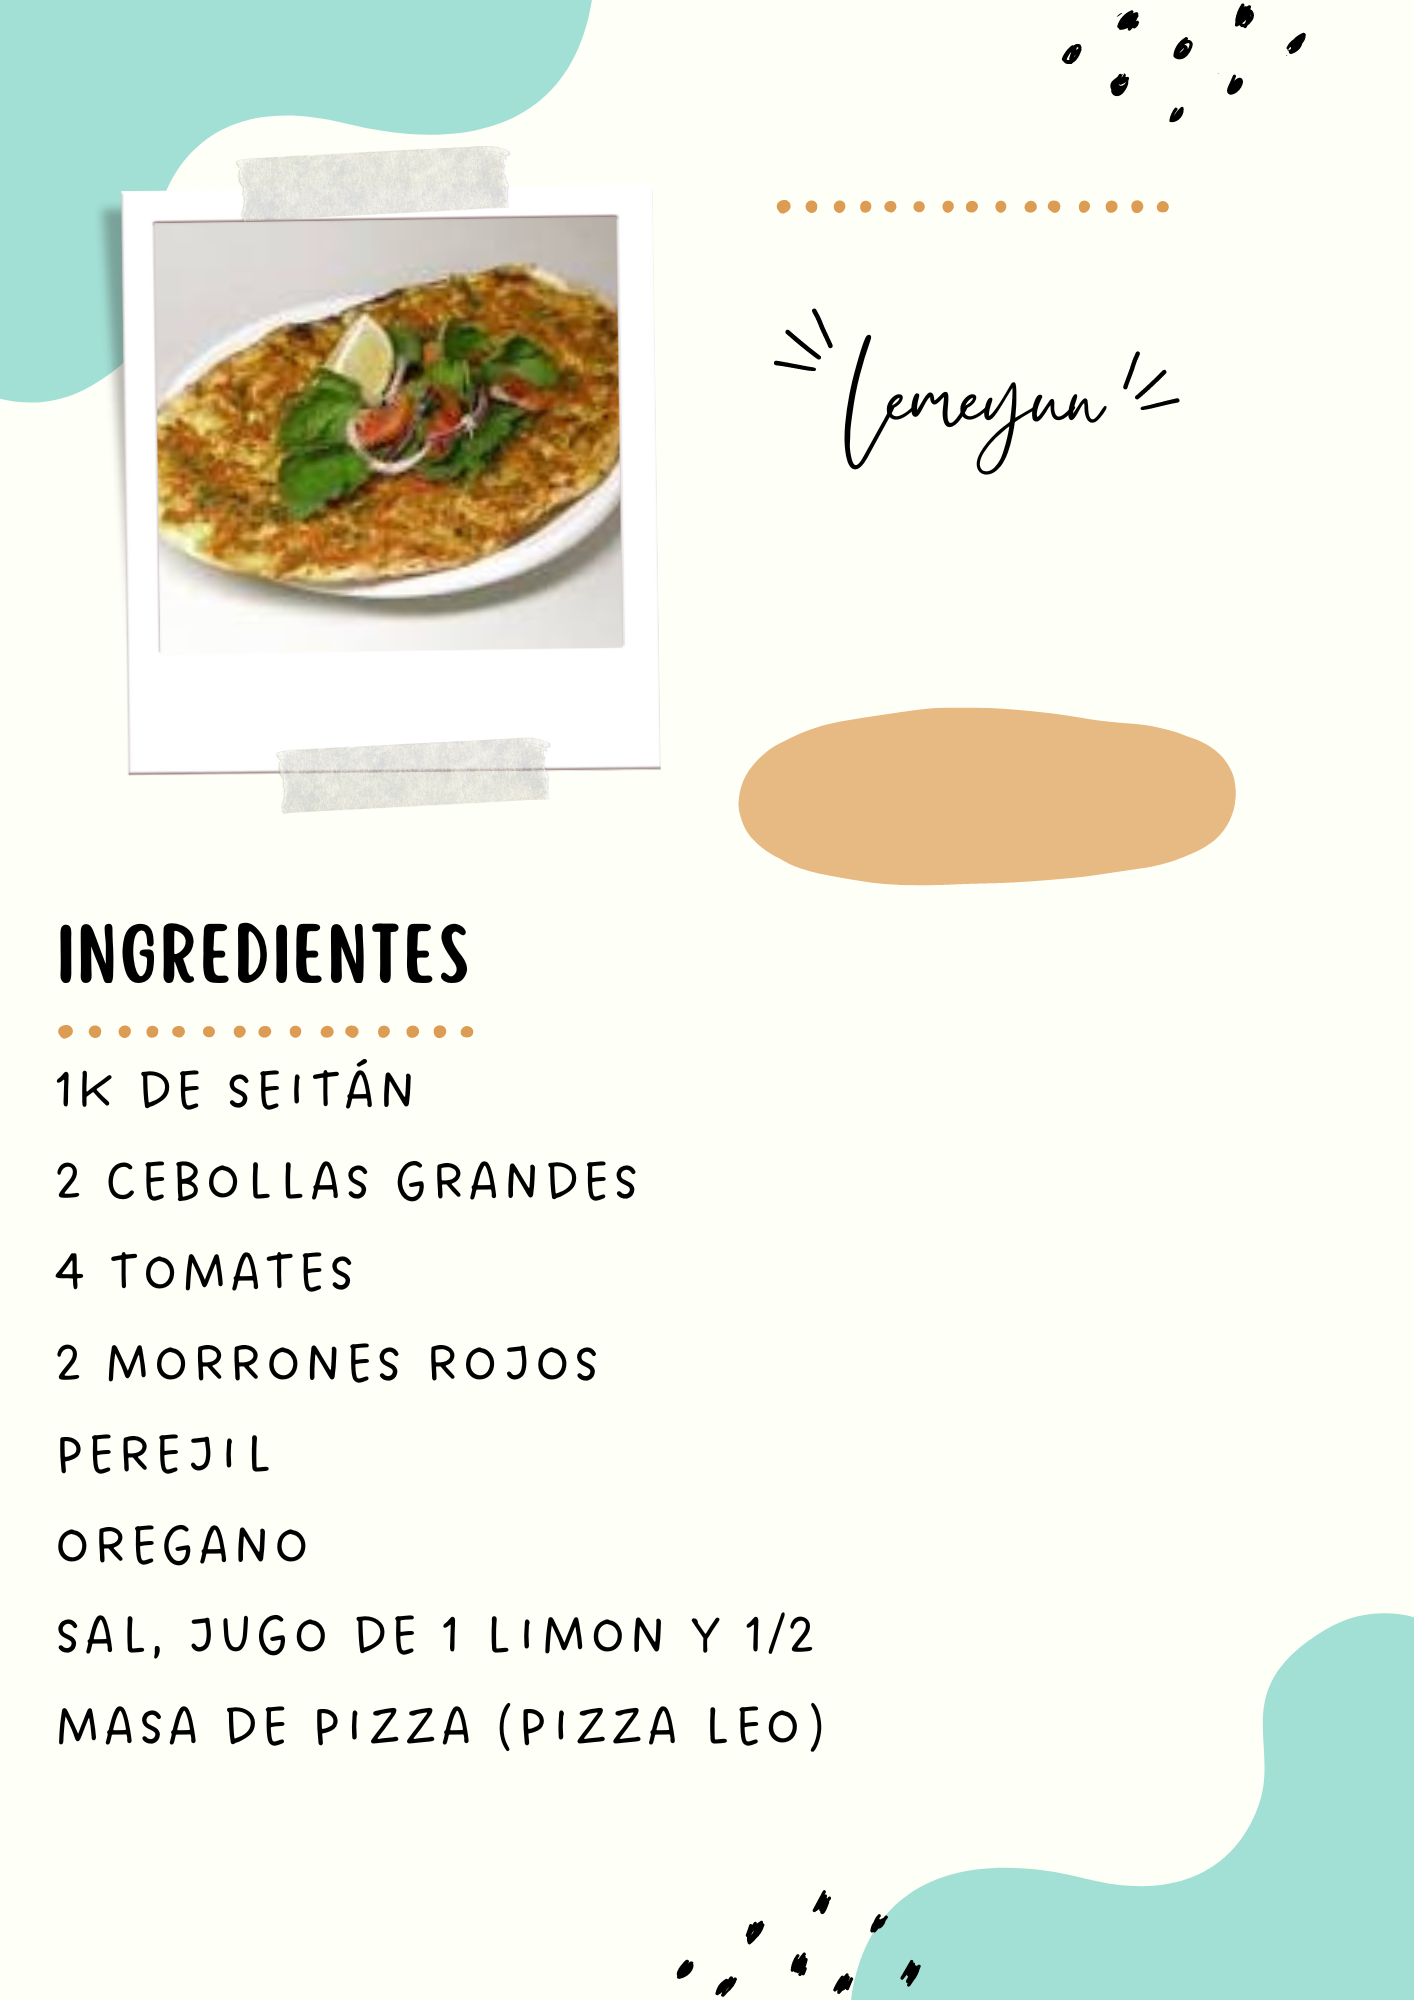 Lemeyun
INGREDIENTES
1K DE SEITÁN
2 CEBOLLAS GRANDES
4 TOMATES
2 MORRONES ROJOS
PEREJIL
OREGANO
SAL, JUGO DE 1 LIMON Y 1/2
MASA DE PIZZA (PIZZA LEO)